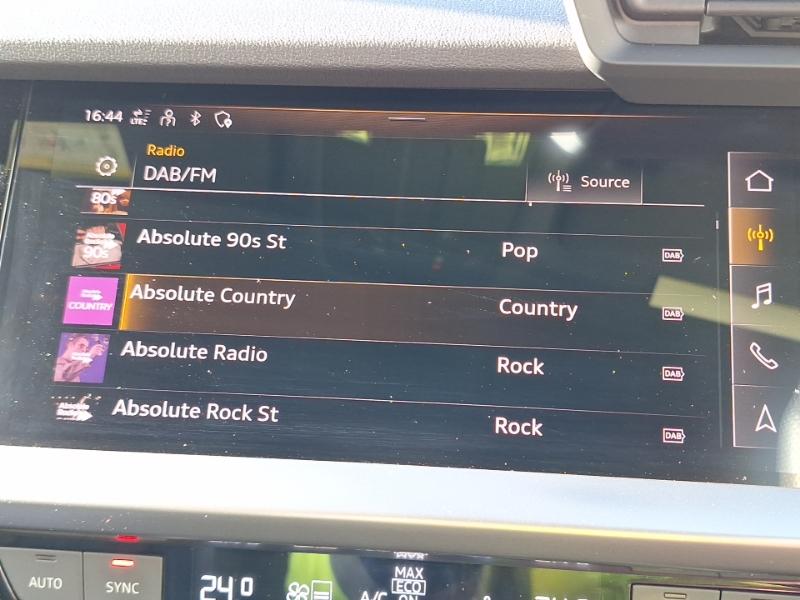 16:44 LTE
Radio
DAB/FM
Source
80s
Absolute 90s St Pop DAB
90s
Absolute Country Country DAB
COUNTRY
Absolute Radio Rock DAB
Absolute Rock St Rock DAB
AUTO
SYNC
24.0
A/C
MAX
ECO